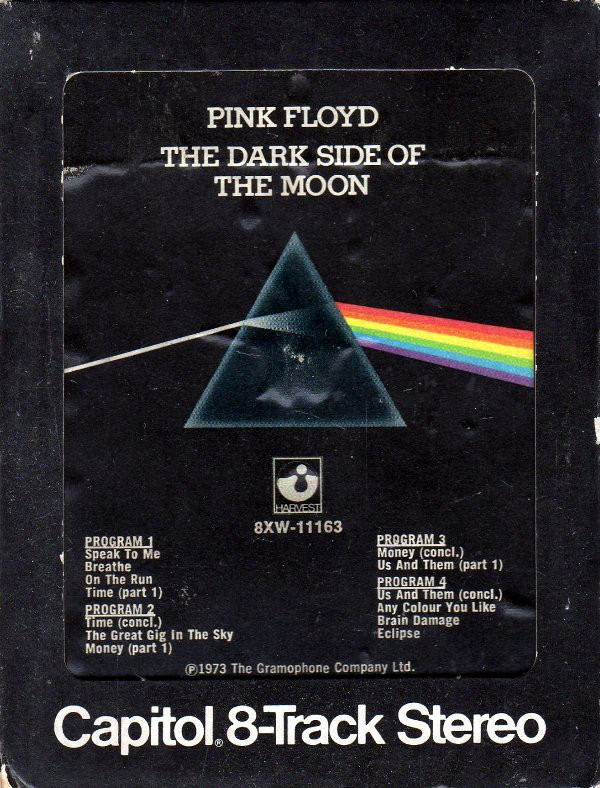 PINK FLOYD
THE DARK SIDE OF
THE MOON
HARVEST
8XW-11163
PROGRAM 1
Speak To Me
Breathe
On The Run
Time (part 1)
PROGRAM 2
Time (concl.)
The Great Gig In The Sky
Money (part 1)
PROGRAM 3
Money (concl.)
Us And Them (part 1)
PROGRAM 4
Us And Them (concl.)
Any Colour You Like
Brain Damage
Eclipse
℗1973 The Gramophone Company Ltd.
Capitol® 8-Track Stereo